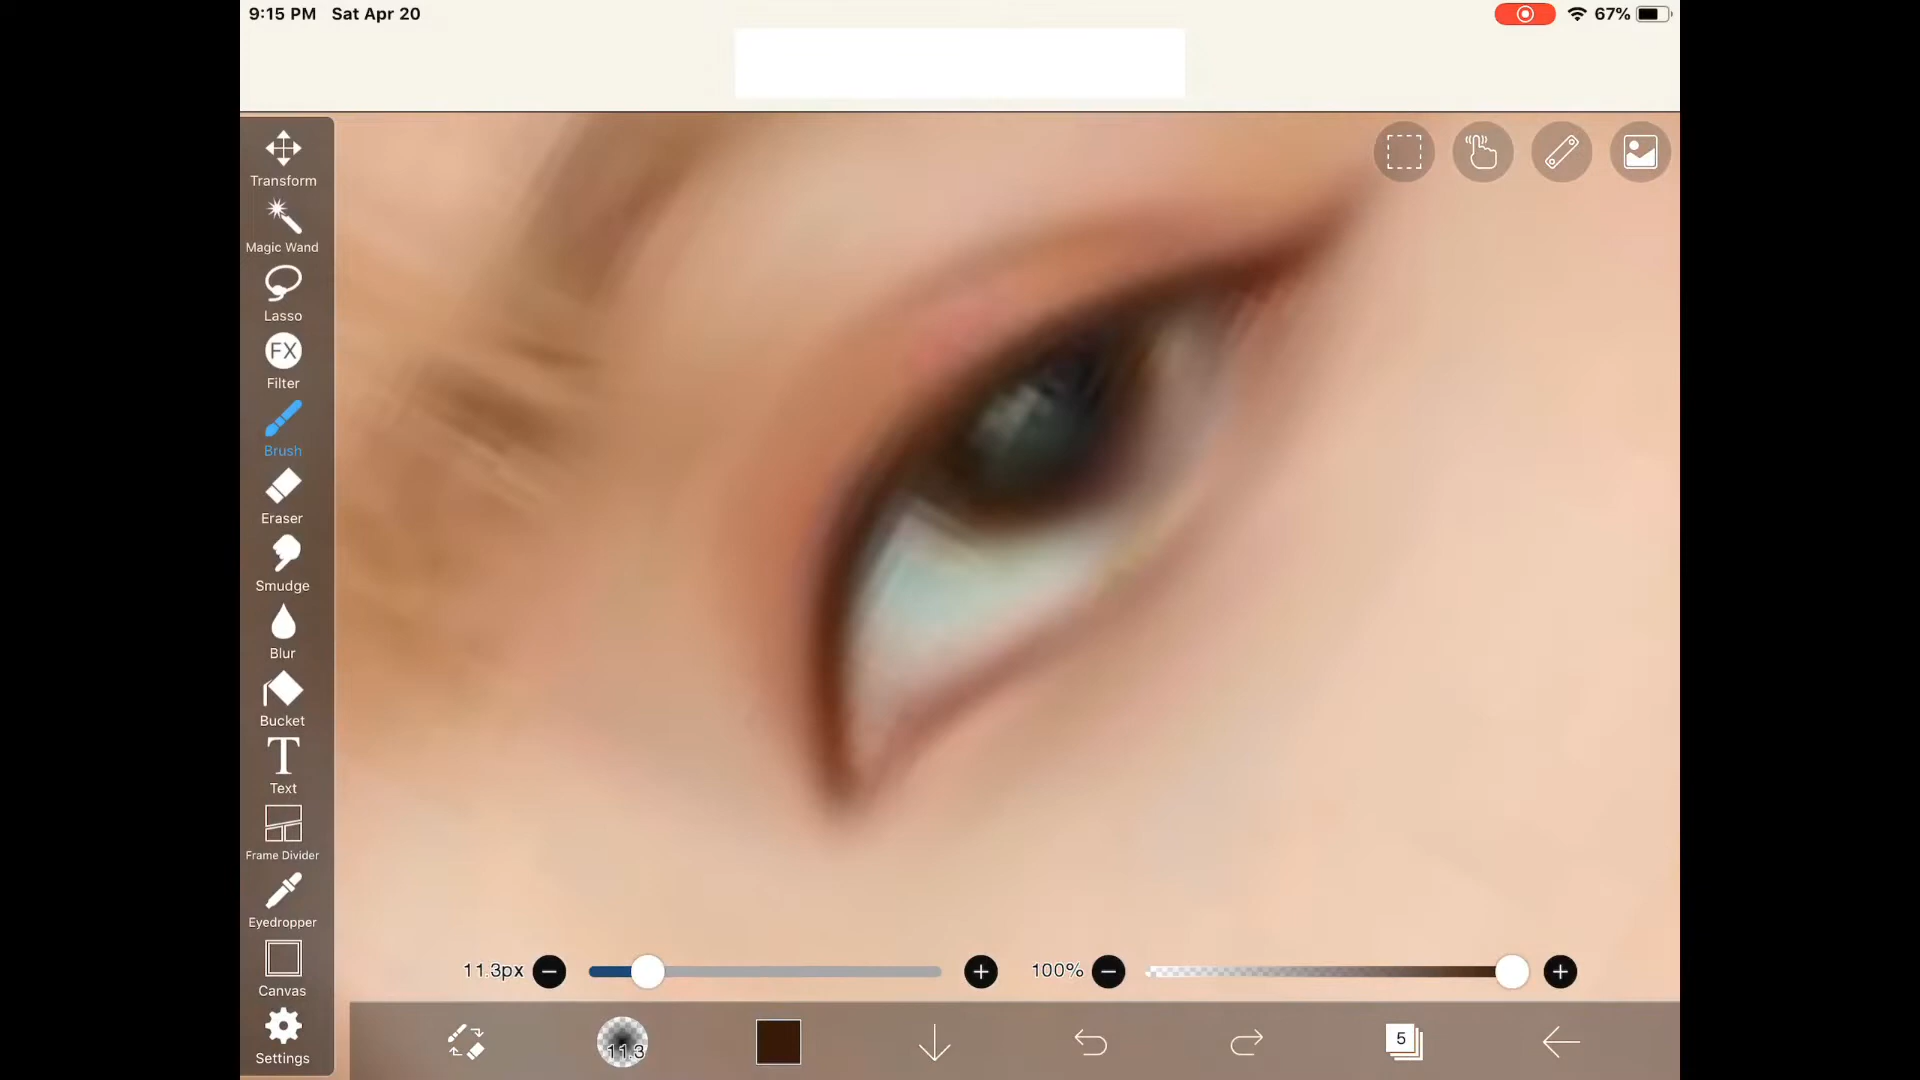 9:15 PM Sat Apr 20
67%
Transform
Magic Wand
Lasso
FX
Filter
Brush
Eraser
Smudge
Blur
Bucket
T
Text
Frame Divider
Eyedropper
Canvas
Settings
11.3px
100%
11.3
5